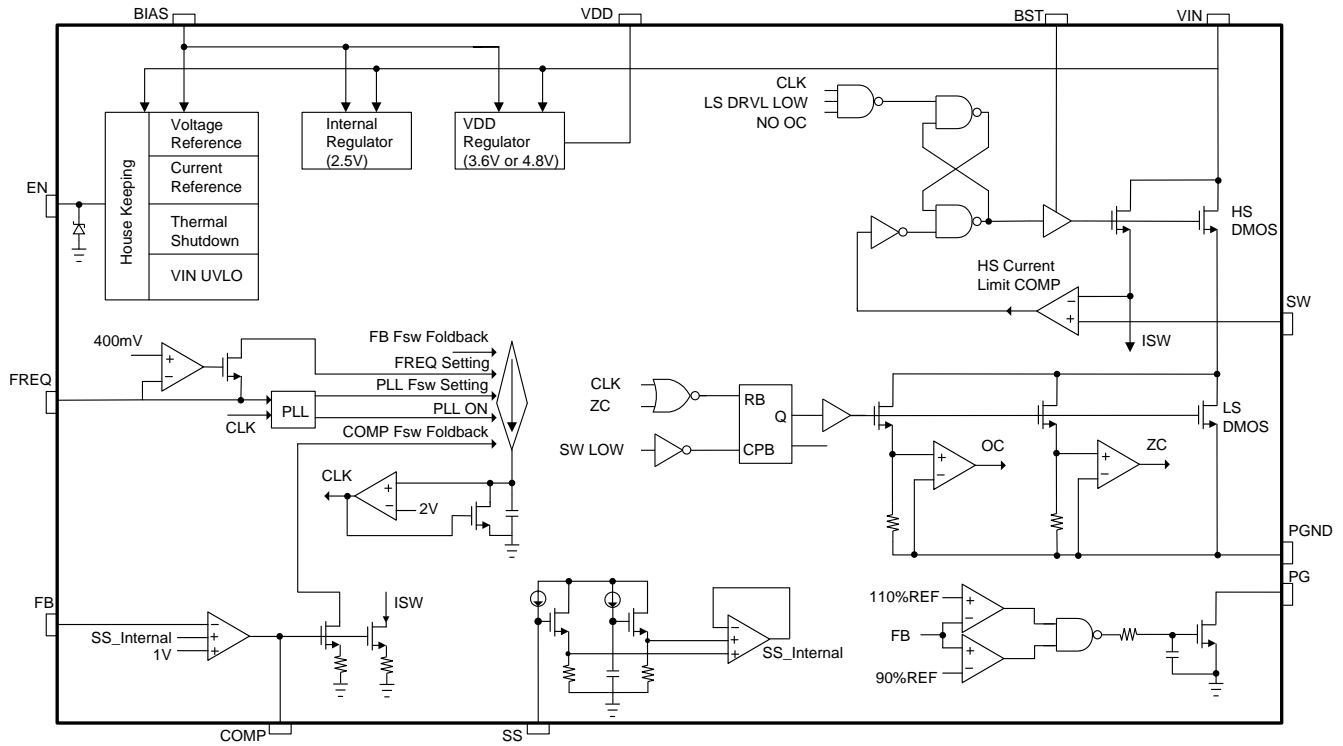 BIAS
VDD
BST
VIN
CLK
LS DRVL LOW
NO OC
House Keeping
Voltage
Reference
Current
Reference
Thermal
Shutdown
VIN UVLO
Internal
Regulator
(2.5V)
VDD
Regulator
(3.6V or 4.8V)
EN
HS
DMOS
HS Current
Limit COMP
-
+
SW
ISW
400mV
+
-
FREQ
PLL
CLK
FB Fsw Foldback
FREQ Setting
PLL Fsw Setting
PLL ON
COMP Fsw Foldback
CLK
+
-
2V
CLK
ZC
SW LOW
RB
Q
CPB
LS
DMOS
+
-
OC
+
-
ZC
PGND
PG
FB
SS_Internal
1V
-
+
+
ISW
-
+
+
SS_Internal
110%REF
FB
90%REF
+
-
+
-
COMP
SS